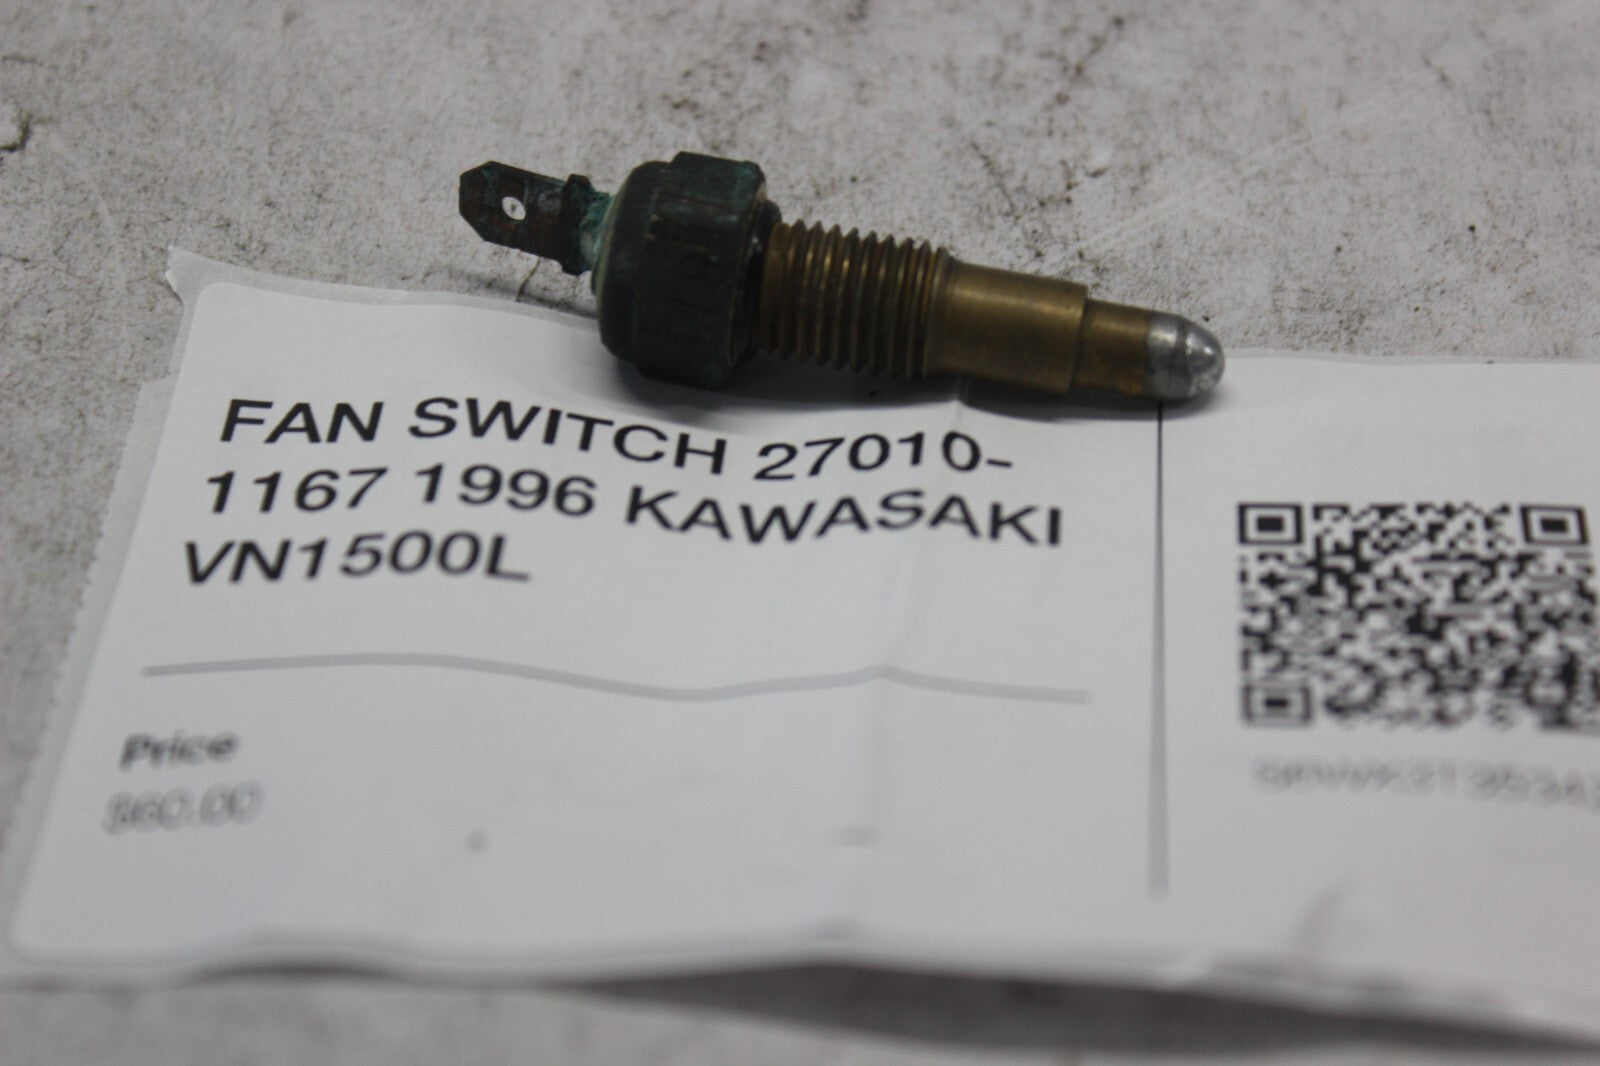 FAN SWITCH 27010-
1167 1996 KAWASAKI
VN1500L
Price
$60.00